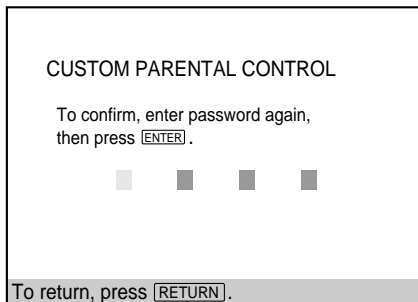 CUSTOM PARENTAL CONTROL
To confirm, enter password again,
then press ENTER.
To return, press RETURN.